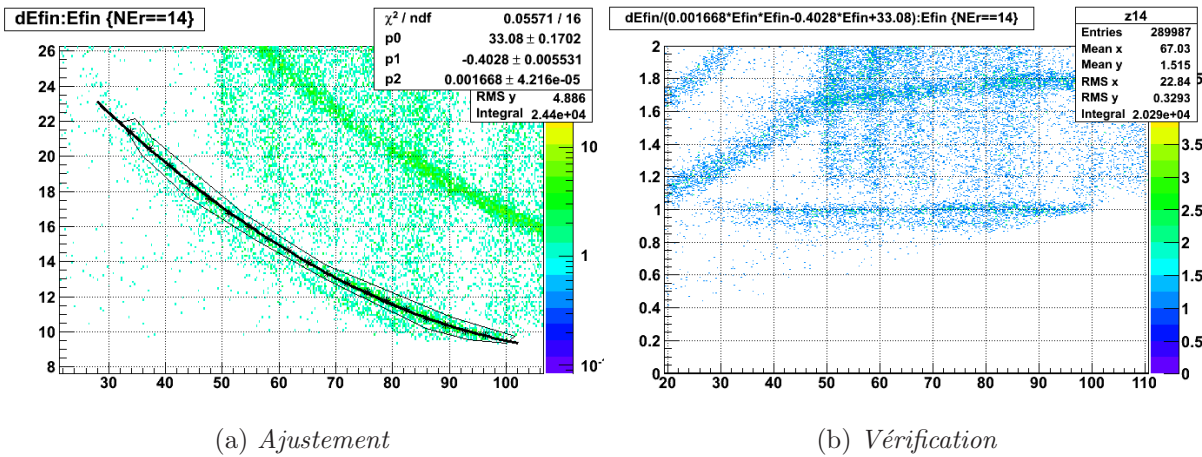 dEfin:Efin {NEr==14}
χ² / ndf 0.05571 / 16
p0 33.08 ± 0.1702
p1 -0.4028 ± 0.005531
p2 0.001668 ± 4.216e-05
RMS y 4.886
Integral 2.44e+04
26
24
22
20
18
16
14
12
10
8
30 40 50 60 70 80 90 100
10
1
(a) Ajustement
dEfin/(0.001668*Efin*Efin-0.4028*Efin+33.08):Efin {NEr==14}
z14
Entries 289987
Mean x 67.03
Mean y 1.515
RMS x 22.84
RMS y 0.3293
Integral 2.029e+04
2
1.8
1.6
1.4
1.2
1
0.8
0.6
0.4
0.2
0
20 30 40 50 60 70 80 90 100 110
3.5
3
2.5
2
1.5
1
0.5
0
(b) Vérification